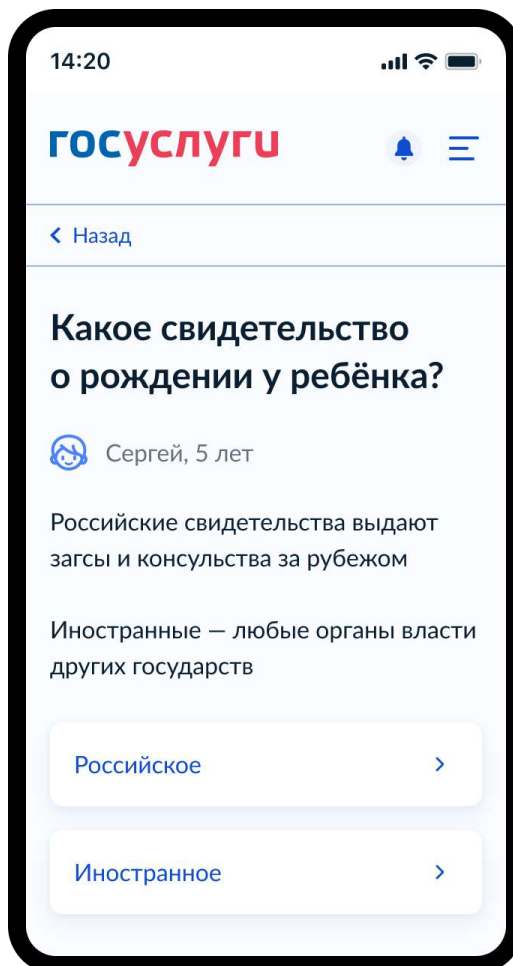 14:20
госуслуги
Назад
Какое свидетельство
о рождении у ребёнка?
Сергей, 5 лет
Российские свидетельства выдают
загсы и консульства за рубежом
Иностранные — любые органы власти
других государств
Российское
Иностранное